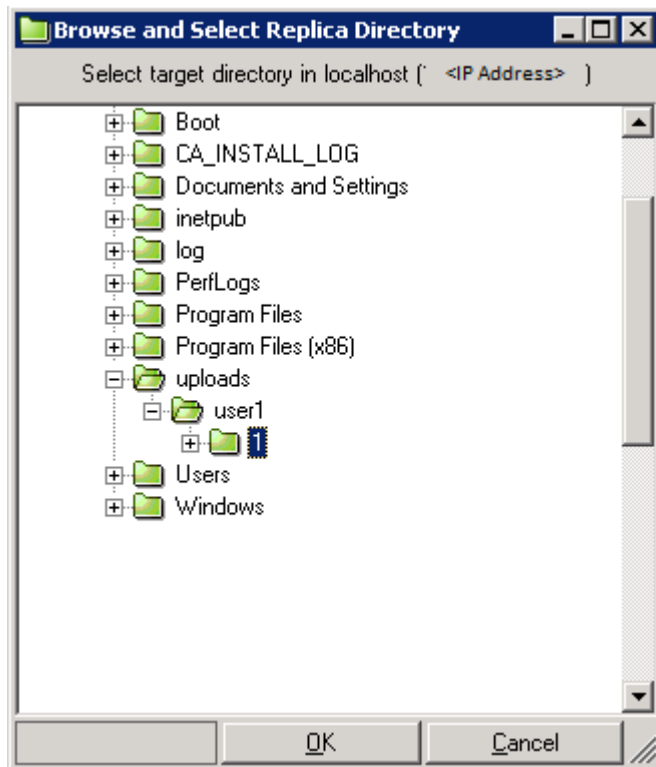 Browse and Select Replica Directory
Select target directory in localhost ( <IP Address> )
Boot
CA_INSTALL_LOG
Documents and Settings
inetpub
log
PerfLogs
Program Files
Program Files (x86)
uploads
user1
1
Users
Windows
OK Cancel